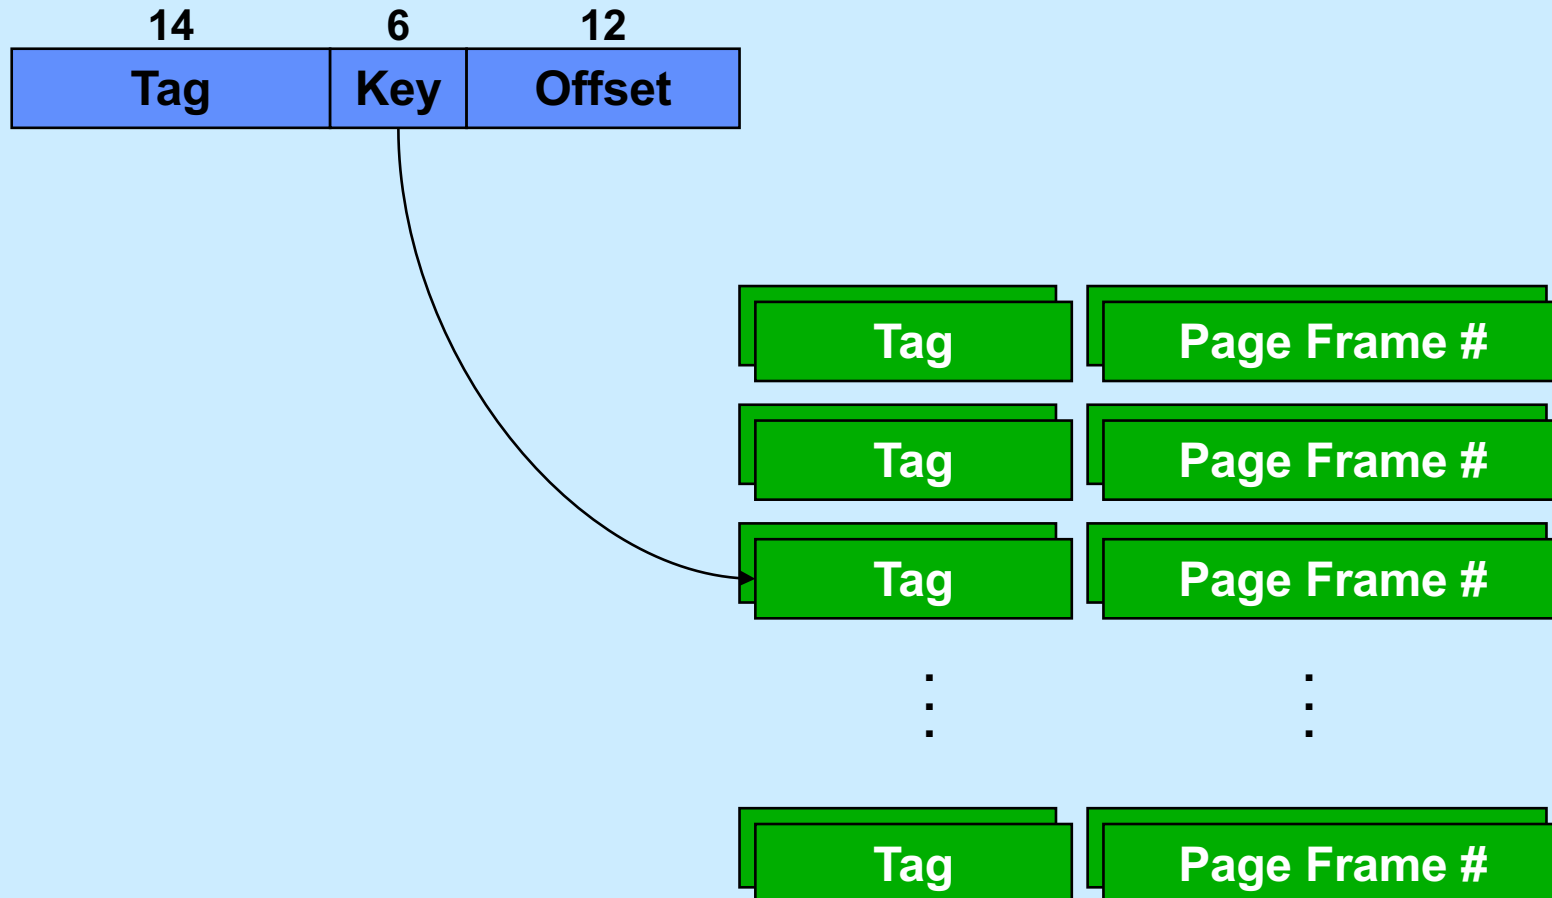 14 6 12
Tag Key Offset
Tag Page Frame #
Tag Page Frame #
Tag Page Frame #
. .
. .
. .
Tag Page Frame #